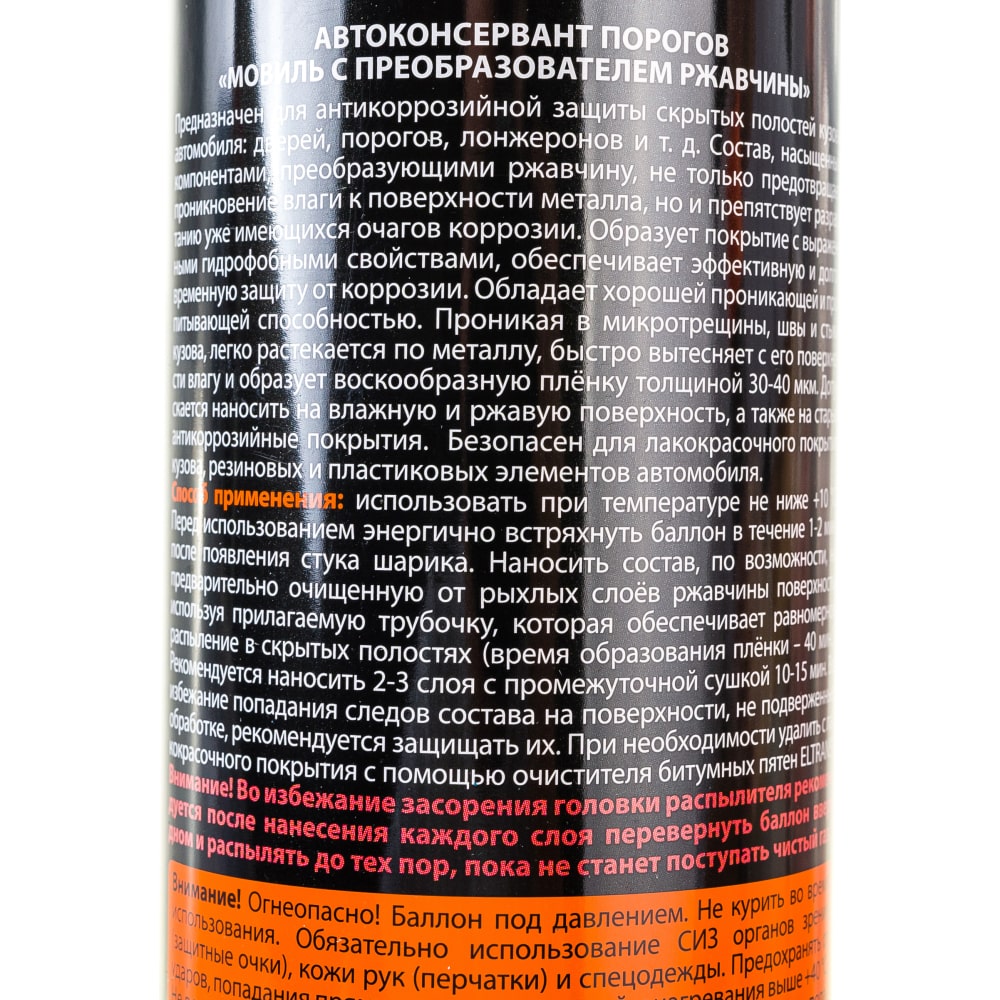 АВТОКОНСЕРВАНТ ПОРОГОВ
«МОВИЛЬ С ПРЕОБРАЗОВАТЕЛЕМ РЖАВЧИНЫ»
Предназначен для антикоррозийной защиты скрытых полостей
автомобиля: дверей, порогов, лонжеронов и т. д. Состав,
компонентами, преобразующими ржавчину, не только
проникновение влаги к поверхности металла, но и препятствует
танию уже имеющихся очагов коррозии. Образует покрытие с
ными гидрофобными свойствами, обеспечивает эффективную и
временную защиту от коррозии. Обладает хорошей проникающей и
питывающей способностью. Проникая в микротрещины, швы и
кузова, легко растекается по металлу, быстро вытесняет с его
сти влагу и образует воскообразную плёнку толщиной 30-40 мкм.
скается наносить на влажную и ржавую поверхность, а также на
антикоррозийные покрытия. Безопасен для лакокрасочного
кузова, резиновых и пластиковых элементов автомобиля.
Способ применения: использовать при температуре не ниже +10
Перед использованием энергично встряхнуть баллон в течение 1-2
после появления стука шарика. Наносить состав, по возможности,
предварительно очищенную от рыхлых слоёв ржавчины
используя прилагаемую трубочку, которая обеспечивает
распыление в скрытых полостях (время образования плёнки – 40
Рекомендуется наносить 2-3 слоя с промежуточной сушкой 10-15 мин.
избежание попадания следов состава на поверхности, не
обработке, рекомендуется защищать их. При необходимости удалить с
кокрасочного покрытия с помощью очистителя битумных пятен
Внимание! Во избежание засорения головки распылителя
дуется после нанесения каждого слоя перевернуть баллон
дном и распылять до тех пор, пока не станет поступать чистый
Внимание! Огнеопасно! Баллон под давлением. Не курить во
использования. Обязательно использование СИЗ органов
защитные очки), кожи рук (перчатки) и спецодежды. Предохранять
ударов, попадания нагревания выше